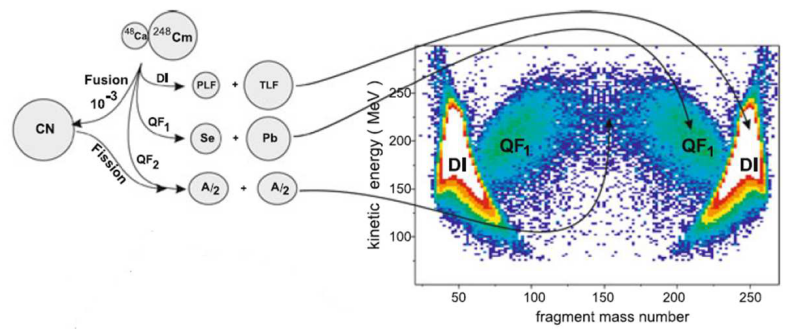 ⁴⁸Ca ²⁴⁸Cm
Fusion
10⁻³
DI
PLF + TLF
CN
QF₁
Se + Pb
Fission
QF₂
A/2 + A/2
kinetic energy ( MeV )
250
200
150
100
DI
QF₁
QF₁
DI
50 100 150 200 250
fragment mass number